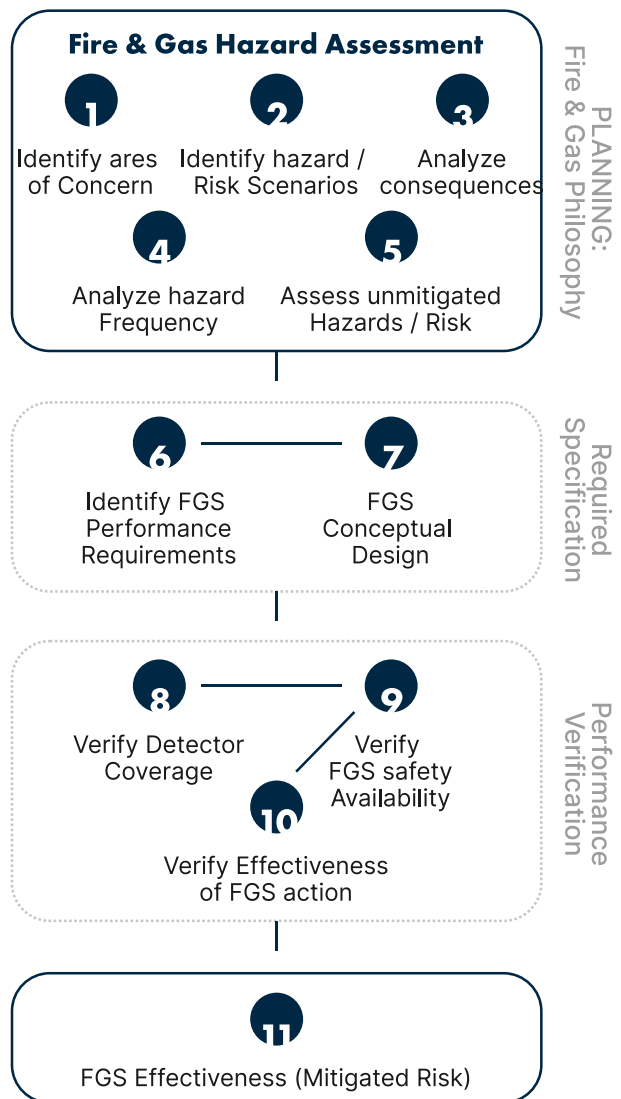 Fire & Gas Hazard Assessment
1
2
3
Identify ares
of Concern
Identify hazard /
Risk Scenarios
Analyze
consequences
4
5
Analyze hazard
Frequency
Assess unmitigated
Hazards / Risk
PLANNING:
Fire & Gas Philosophy
6
7
Identify FGS
Performance
Requirements
FGS
Conceptual
Design
Required
Specification
8
9
Verify Detector
Coverage
Verify
FGS safety
Availability
10
Verify Effectiveness
of FGS action
Performance
Verification
11
FGS Effectiveness (Mitigated Risk)